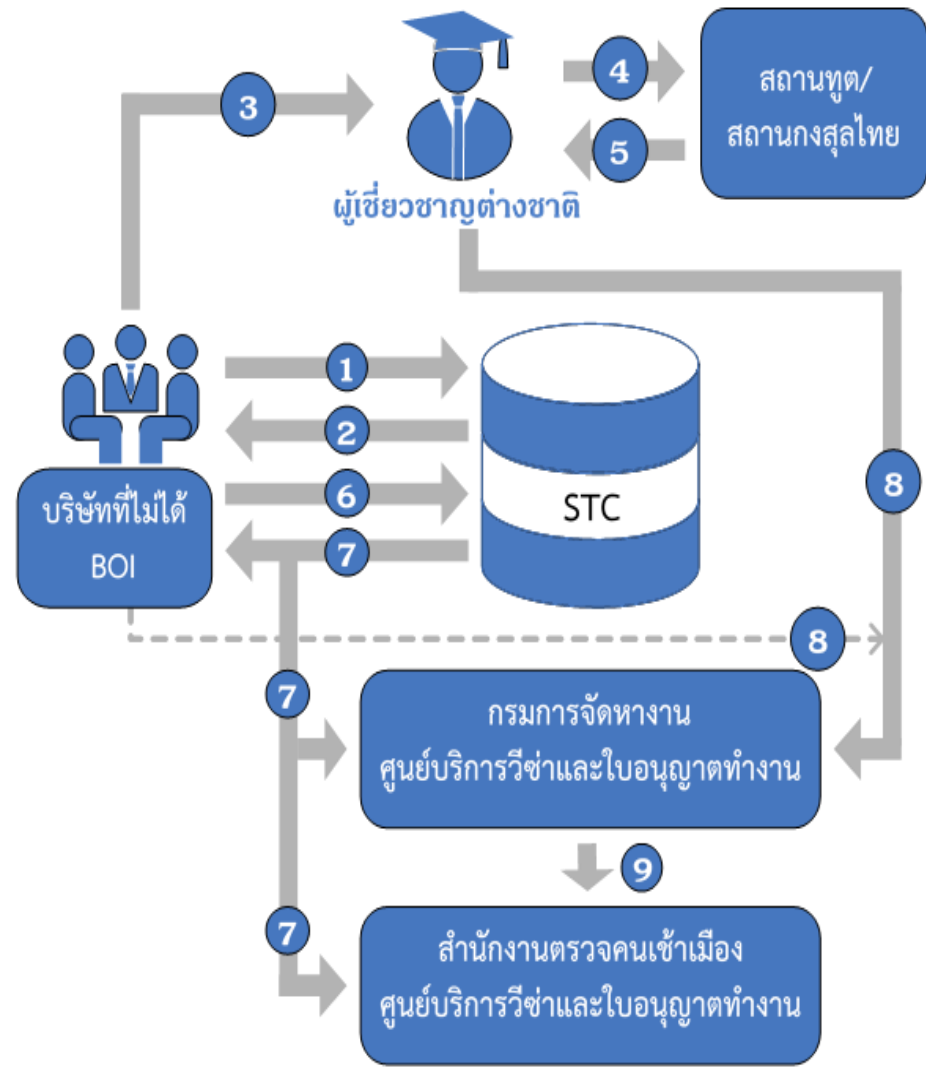 4
สถานทูต/
สถานกงสุลไทย
3
5
ผู้เชี่ยวชาญต่างชาติ
1
2
8
6
STC
บริษัทที่ไม่ได้
BOI
7
8
7
กรมการจัดหางาน
ศูนย์บริการวีซ่าและใบอนุญาตทำงาน
9
7
สำนักงานตรวจคนเช้าเมือง
ศูนย์บริการวีซ่าและใบอนุญาตทำงาน